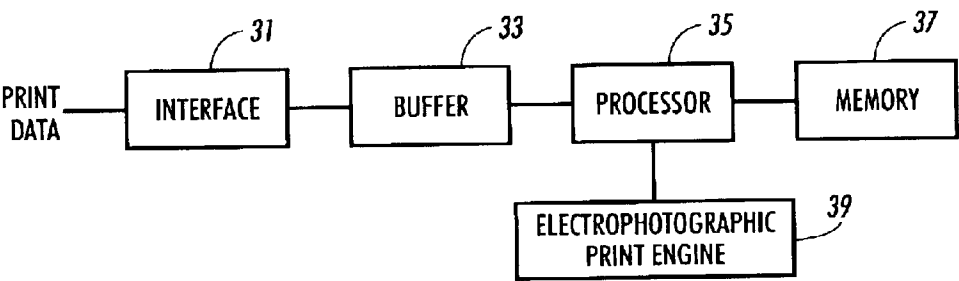 31
33
35
37
PRINT
DATA
INTERFACE
BUFFER
PROCESSOR
MEMORY
ELECTROPHOTOGRAPHIC
PRINT ENGINE
39